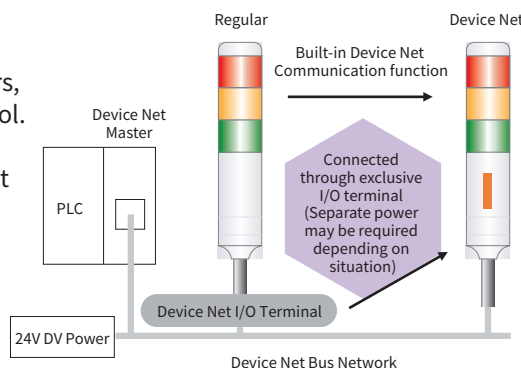 Regular
Device Net
Built-in Device Net
Communication function
rs,
ol.
t
Device Net
Master
PLC
Connected
through exclusive
I/O terminal
(Separate power
may be required
depending on
situation)
Device Net I/O Terminal
24V DV Power
Device Net Bus Network